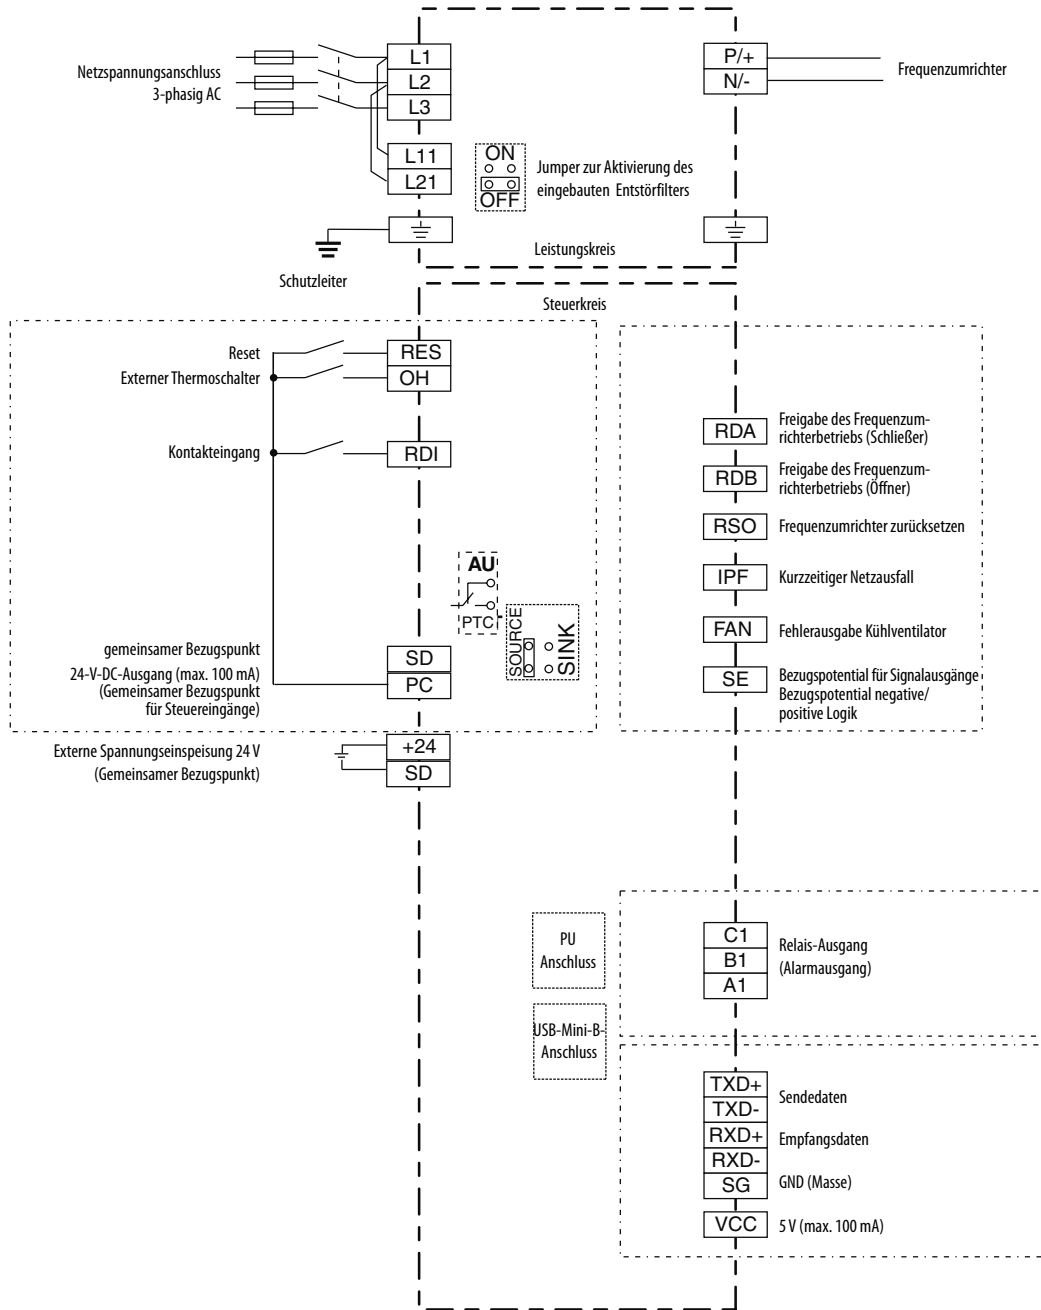 Netzspannungsanschluss
3-phasig AC
L1
L2
L3
L11
L21
P/+
N/-
Frequenzumrichter
ON
OFF
Jumper zur Aktivierung des
eingebauten Entstörfilters
Schutzleiter
Leistungskreis
Steuerkreis
Reset
RES
Externer Thermoschalter
OH
Kontakteingang
RDI
AU
PTC
SOURCE
SINK
gemeinsamer Bezugspunkt
SD
24-V-DC-Ausgang (max. 100 mA)
(Gemeinsamer Bezugspunkt
für Steuereingänge)
PC
Externe Spannungseinspeisung 24 V
(Gemeinsamer Bezugspunkt)
+24
SD
RDA
Freigabe des Frequenzum-
richterbetriebs (Schließer)
RDB
Freigabe des Frequenzum-
richterbetriebs (Öffner)
RSO
Frequenzumrichter zurücksetzen
IPF
Kurzzeitiger Netzausfall
FAN
Fehlerausgabe Kühlventilator
SE
Bezugspotential für Signalausgänge
Bezugspotential negative/
positive Logik
PU
Anschluss
C1
B1
A1
Relais-Ausgang
(Alarmausgang)
USB-Mini-B-
Anschluss
TXD+
TXD-
Sendedaten
RXD+
RXD-
Empfangsdaten
SG
GND (Masse)
VCC
5 V (max. 100 mA)